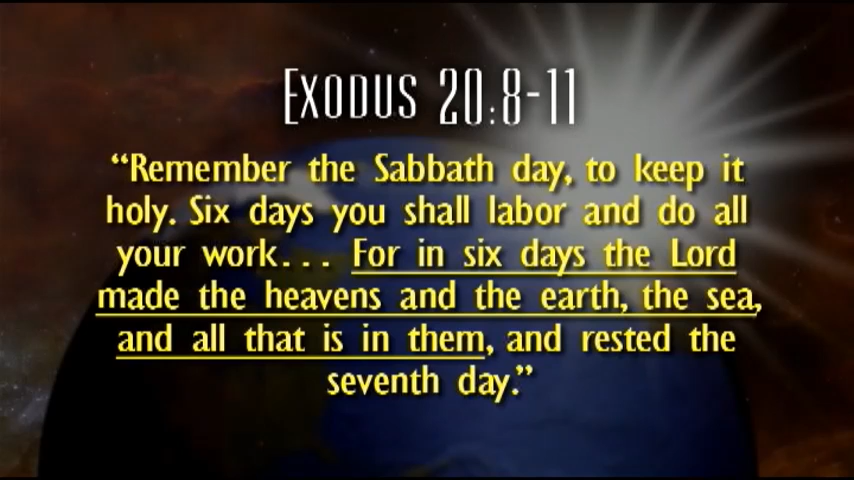 Exodus 20:8-11
“Remember the Sabbath day, to keep it
holy. Six days you shall labor and do all
your work... For in six days the Lord
made the heavens and the earth, the sea,
and all that is in them, and rested the
seventh day.”